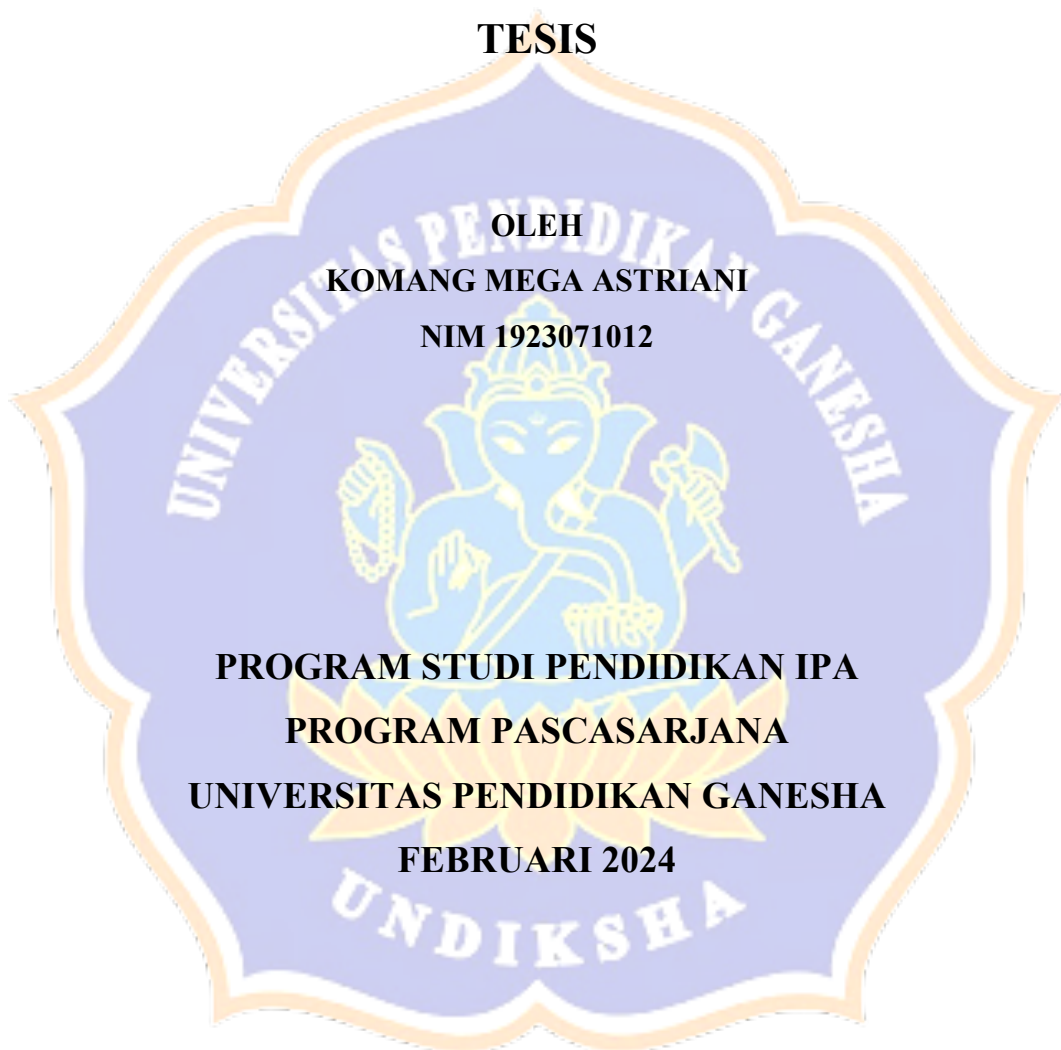 TESIS
UNIVERSITAS PENDIDIKAN GANESHA
OLEH
KOMANG MEGA ASTRIANI
NIM 1923071012
PROGRAM STUDI PENDIDIKAN IPA
PROGRAM PASCASARJANA
UNIVERSITAS PENDIDIKAN GANESHA
FEBRUARI 2024
UNDIKSHA